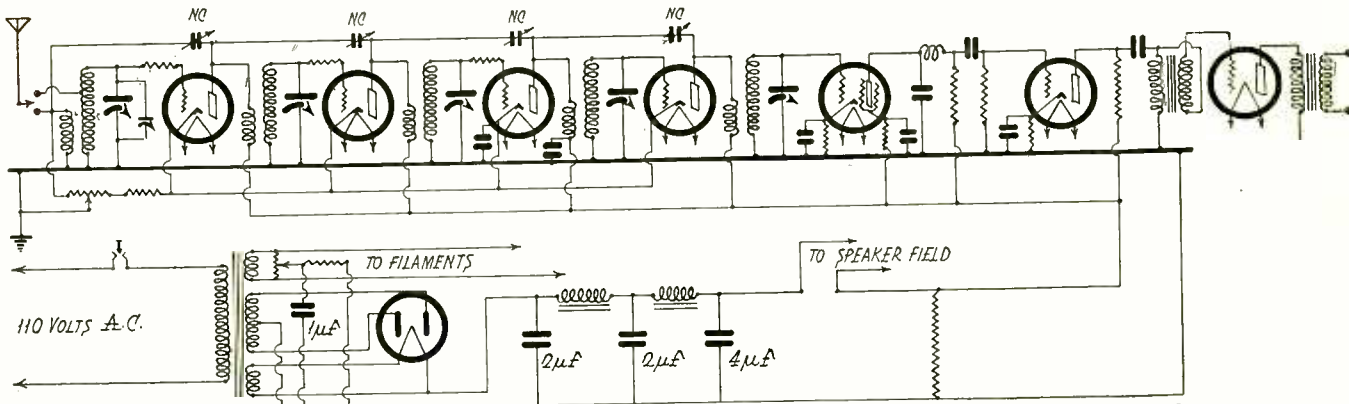 NC
NC
NC
NC
TO FILAMENTS
TO SPEAKER FIELD
110 VOLTS A.C.
1μF
2μF
2μF
4μF